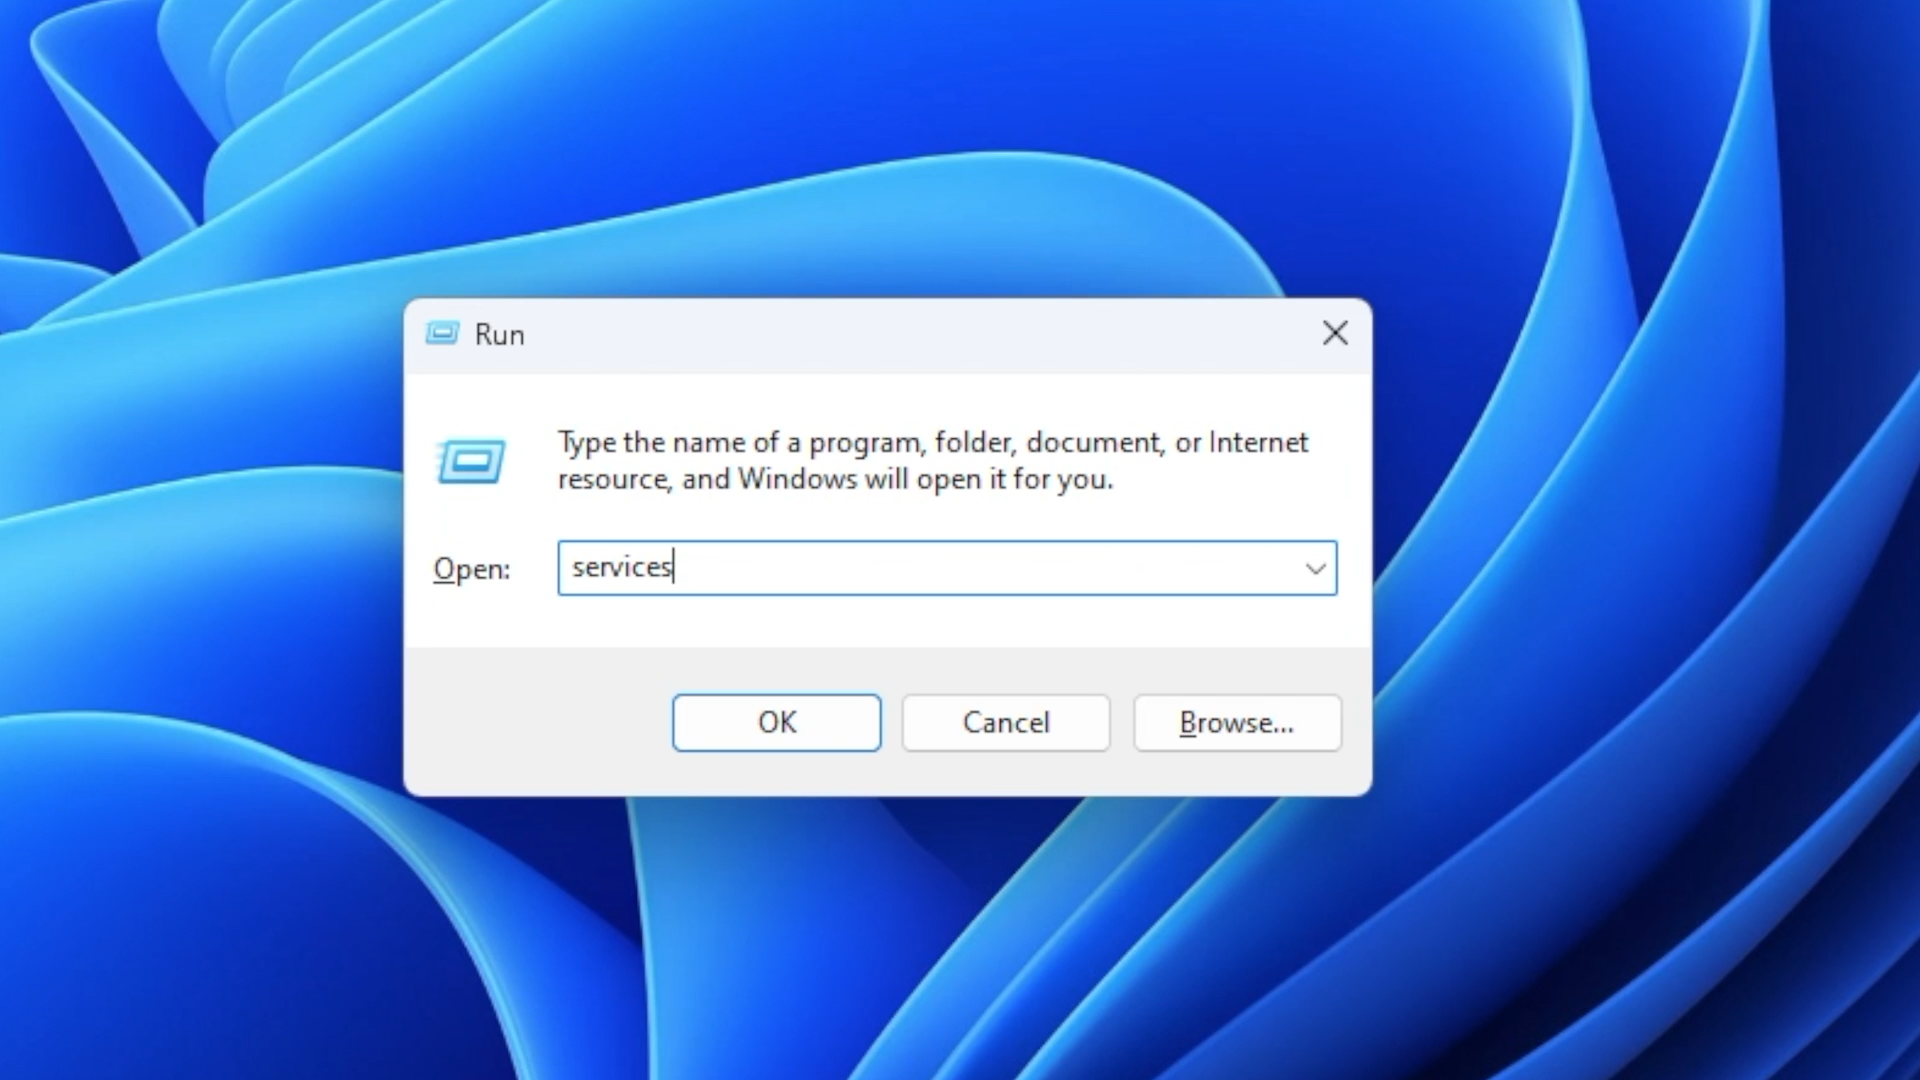 Run
Type the name of a program, folder, document, or Internet
resource, and Windows will open it for you.
Open: services
OK Cancel Browse...